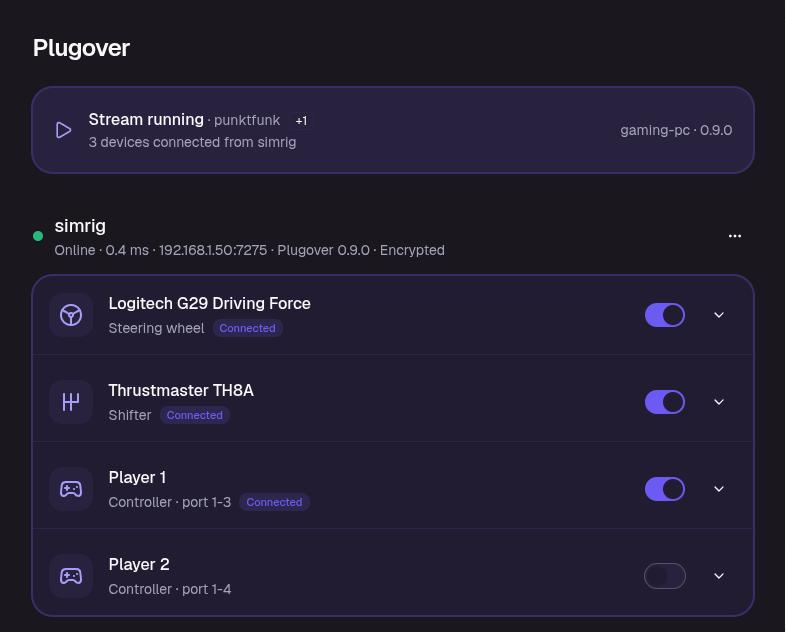 Plugover
Stream running · punktfunk +1
3 devices connected from simrig
gaming-pc · 0.9.0
simrig
Online · 0.4 ms · 192.168.1.50:7275 · Plugover 0.9.0 · Encrypted
Logitech G29 Driving Force
Steering wheel Connected
Thrustmaster TH8A
Shifter Connected
Player 1
Controller · port 1-3 Connected
Player 2
Controller · port 1-4